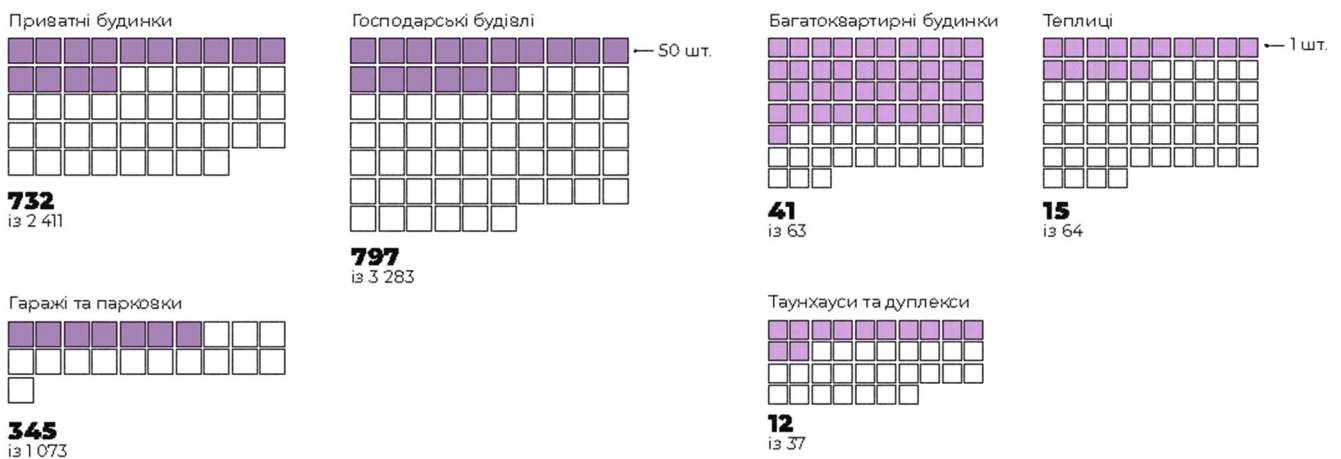 Приватні будинки
732
із 2 411
Господарські будівлі
50 шт.
797
із 3 283
Багатоквартирні будинки
41
із 63
Теплиці
1 шт.
15
із 64
Гаражі та парковки
345
із 1 073
Таунхауси та дуплекси
12
із 37